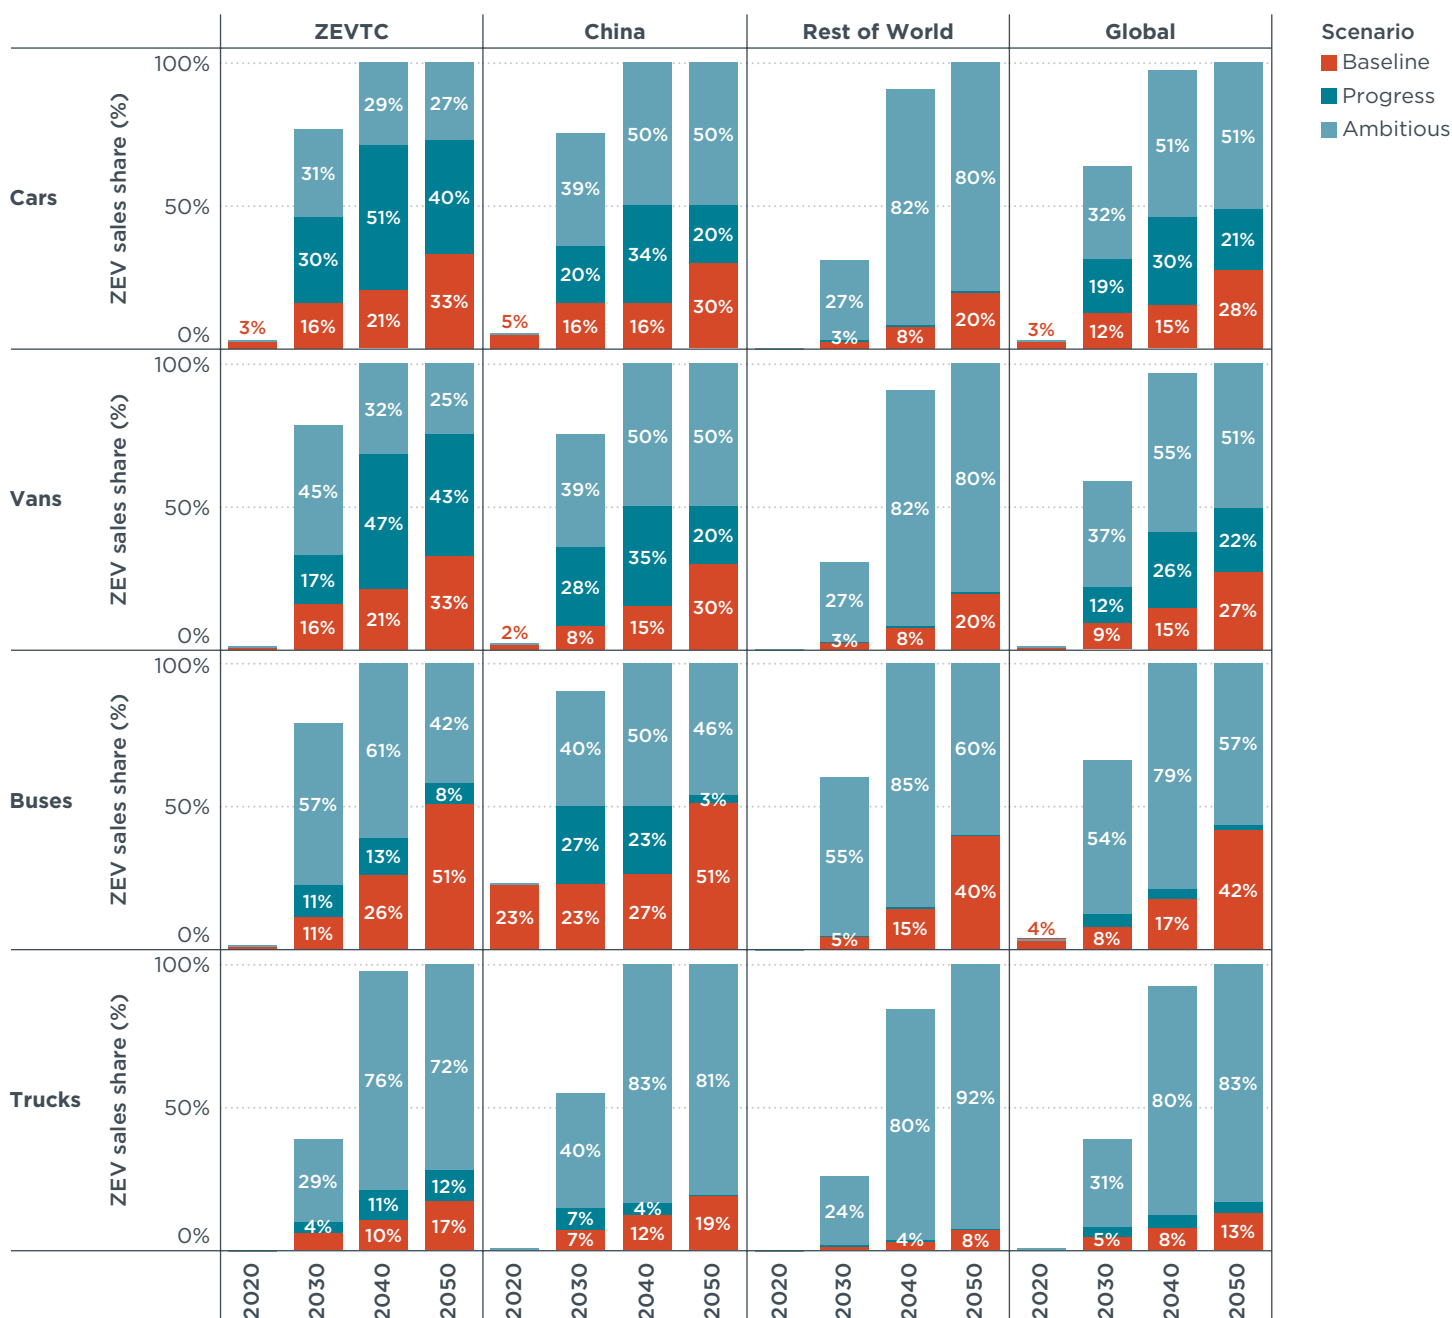 ZEVTC China Rest of World Global Scenario
Baseline
Progress
Ambitious
Cars
ZEV sales share (%)
100%
50%
0%
3% 16% 30% 31% 21% 51% 29% 33% 40% 27%
5% 16% 20% 39% 16% 34% 50% 30% 20% 50%
3% 27% 8% 82% 20% 80%
3% 12% 19% 32% 15% 30% 51% 28% 21% 51%
Vans
ZEV sales share (%)
100%
50%
0%
16% 17% 45% 21% 47% 32% 33% 43% 25%
2% 8% 28% 39% 15% 35% 50% 30% 20% 50%
3% 27% 8% 82% 20% 80%
9% 12% 37% 15% 26% 55% 27% 22% 51%
Buses
ZEV sales share (%)
100%
50%
0%
11% 11% 57% 26% 13% 61% 51% 8% 42%
23% 23% 27% 40% 27% 23% 50% 51% 3% 46%
5% 55% 15% 85% 40% 60%
4% 8% 54% 17% 79% 42% 57%
Trucks
ZEV sales share (%)
100%
50%
0%
4% 29% 10% 11% 76% 17% 12% 72%
7% 7% 40% 12% 4% 83% 19% 81%
24% 4% 80% 8% 92%
5% 31% 8% 80% 13% 83%
2020 2030 2040 2050 2020 2030 2040 2050 2020 2030 2040 2050 2020 2030 2040 2050